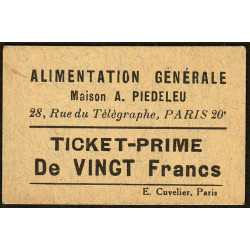 ALIMENTATION GÉNÉRALE
Maison A. PIEDELEU
28, Rue du Télégraphe, PARIS 20ᵉ
TICKET-PRIME
De VINGT Francs
E. Cuvelier, Paris